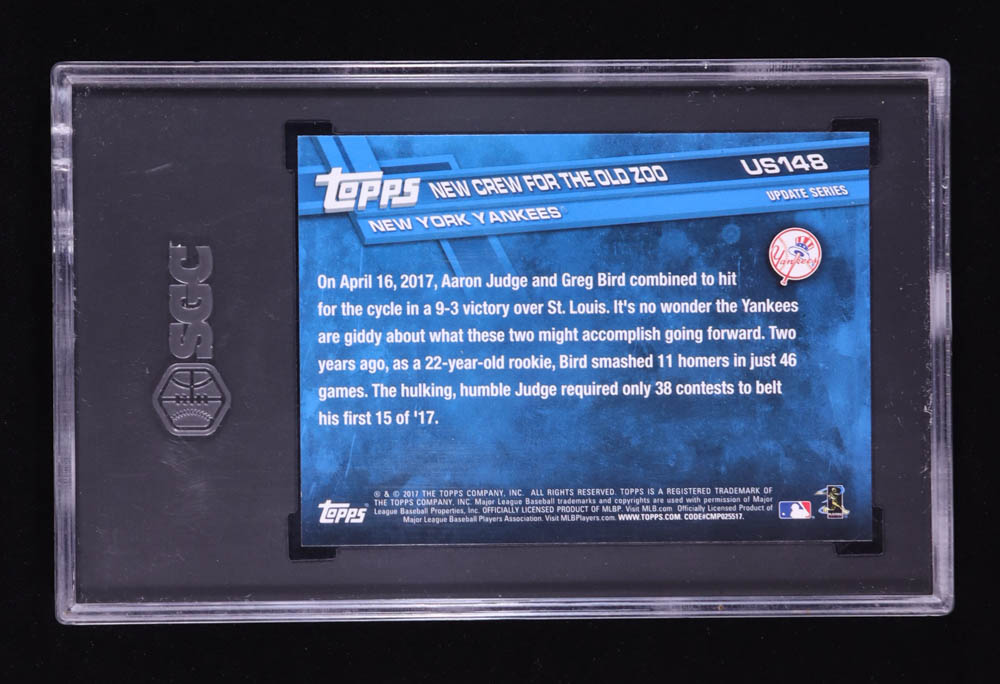 SGC
TOPPS NEW CREW FOR THE OLD ZOO US148
NEW YORK YANKEES UPDATE SERIES
Yankees
On April 16, 2017, Aaron Judge and Greg Bird combined to hit
for the cycle in a 9-3 victory over St. Louis. It's no wonder the Yankees
are giddy about what these two might accomplish going forward. Two
years ago, as a 22-year-old rookie, Bird smashed 11 homers in just 46
games. The hulking, humble Judge required only 38 contests to belt
his first 15 of '17.
TOPPS
® & © 2017 THE TOPPS COMPANY, INC. ALL RIGHTS RESERVED. TOPPS IS A REGISTERED TRADEMARK OF
THE TOPPS COMPANY, INC. Major League Baseball trademarks and copyrights are used with permission of Major
League Baseball Properties, Inc. OFFICIALLY LICENSED PRODUCT OF MLBP. Visit MLB.com Officially Licensed Product of
Major League Baseball Players Association. Visit MLBPlayers.com. WWW.TOPPS.COM. CODE#CMP025517.